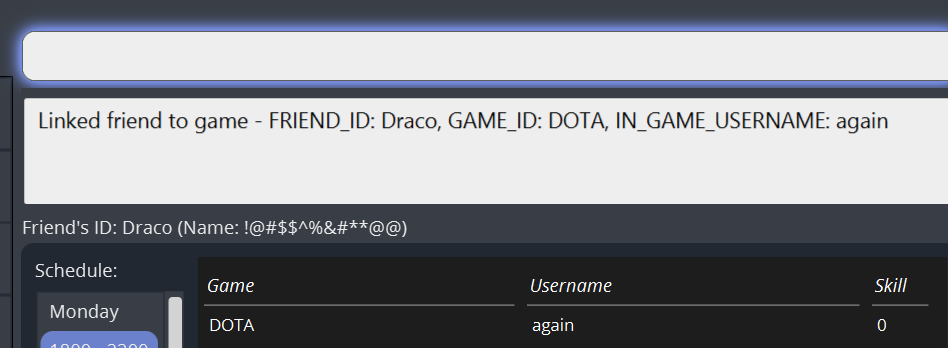 Linked friend to game - FRIEND_ID: Draco, GAME_ID: DOTA, IN_GAME_USERNAME: again
Friend's ID: Draco (Name: !@#$$^%&#**@@)
Schedule:
Monday
Game Username Skill
DOTA again 0